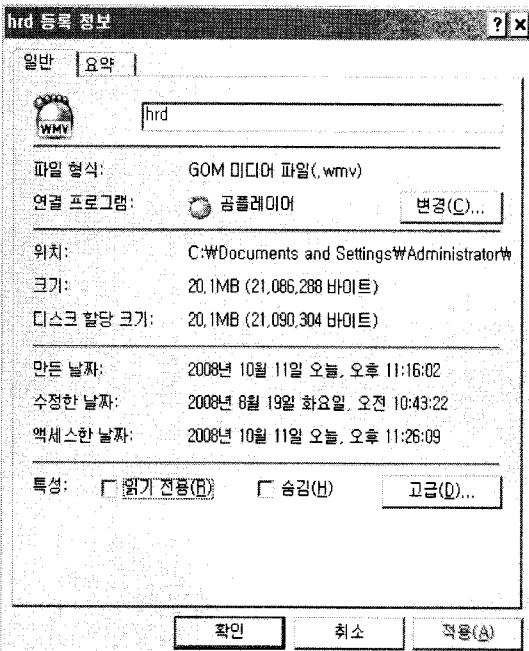 hrd 등록 정보
일반 요약
WMV
hrd
파일 형식: GOM 미디어 파일(.wmv)
연결 프로그램: 곰플레이어 변경(C)...
위치: C:₩Documents and Settings₩Administrator₩
크기: 20.1MB (21,086,288 바이트)
디스크 할당 크기: 20.1MB (21,090,304 바이트)
만든 날짜: 2008년 10월 11일 오늘, 오후 11:16:02
수정한 날짜: 2008년 8월 19일 화요일, 오전 10:43:22
액세스한 날짜: 2008년 10월 11일 오늘, 오후 11:26:09
특성: 읽기 전용(R) 숨김(H) 고급(D)...
확인 취소 적용(A)